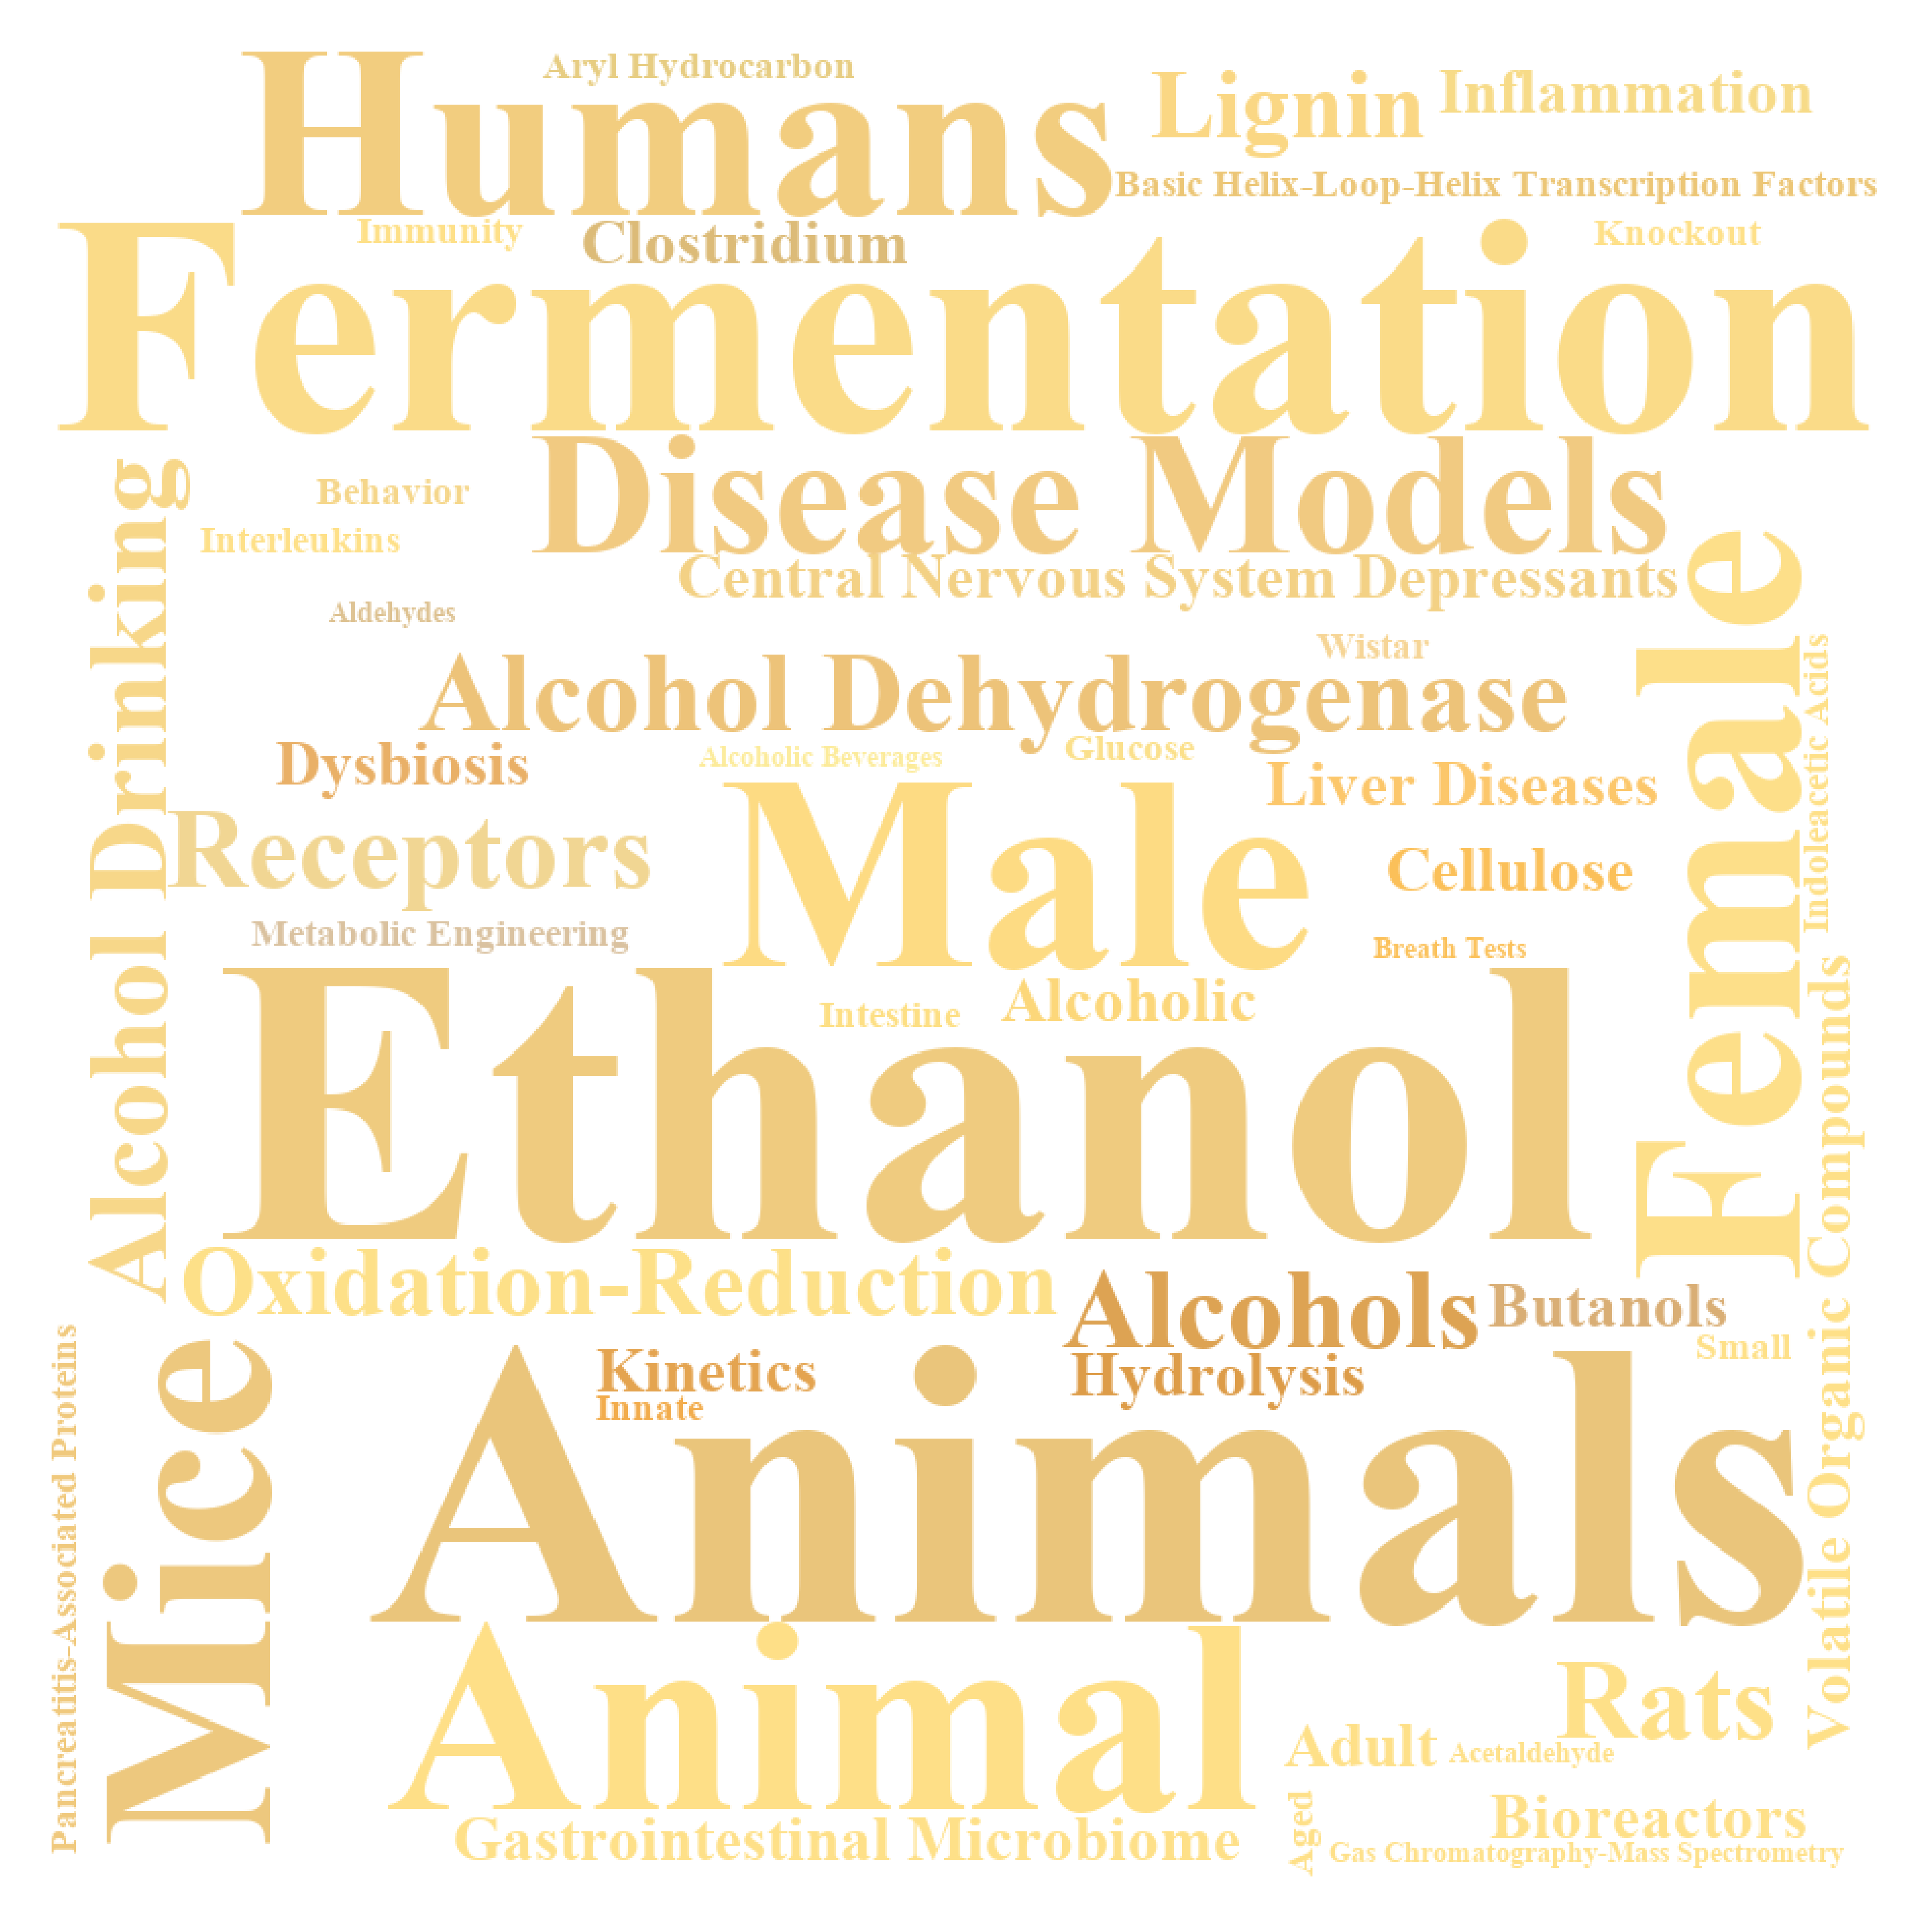 Humans
Aryl Hydrocarbon
Lignin
Inflammation
Basic Helix-Loop-Helix Transcription Factors
Immunity
Clostridium
Knockout
Fermentation
Disease Models
Behavior
Interleukins
Central Nervous System Depressants
Aldehydes
Wistar
Alcohol Dehydrogenase
Alcohol Drinking
Female
Indoleacetic Acids
Dysbiosis
Alcoholic Beverages
Glucose
Liver Diseases
Receptors
Male
Cellulose
Metabolic Engineering
Breath Tests
Intestine
Alcoholic
Ethanol
Volatile Organic Compounds
Oxidation-Reduction
Alcohols
Butanols
Small
Kinetics
Innate
Hydrolysis
Mice
Pancreatitis-Associated Proteins
Animals
Animal
Rats
Adult
Acetaldehyde
Aged
Bioreactors
Gastrointestinal Microbiome
Gas Chromatography-Mass Spectrometry